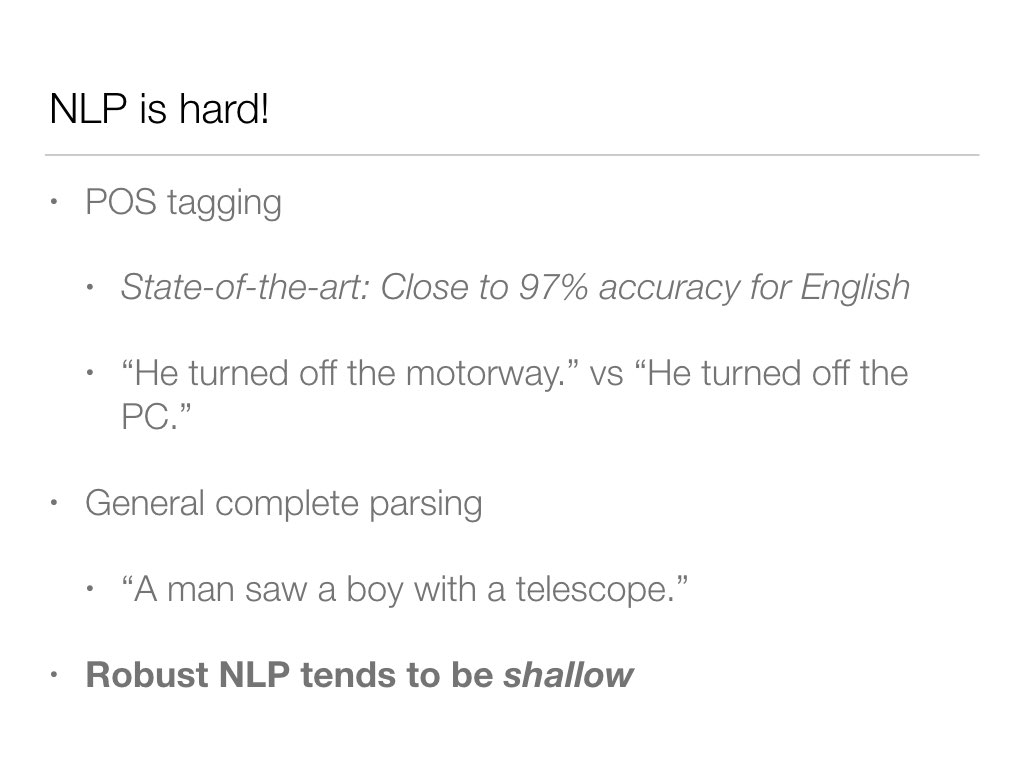 NLP is hard!
• POS tagging
• State-of-the-art: Close to 97% accuracy for English
• “He turned off the motorway.” vs “He turned off the
PC.”
• General complete parsing
• “A man saw a boy with a telescope.”
• Robust NLP tends to be shallow